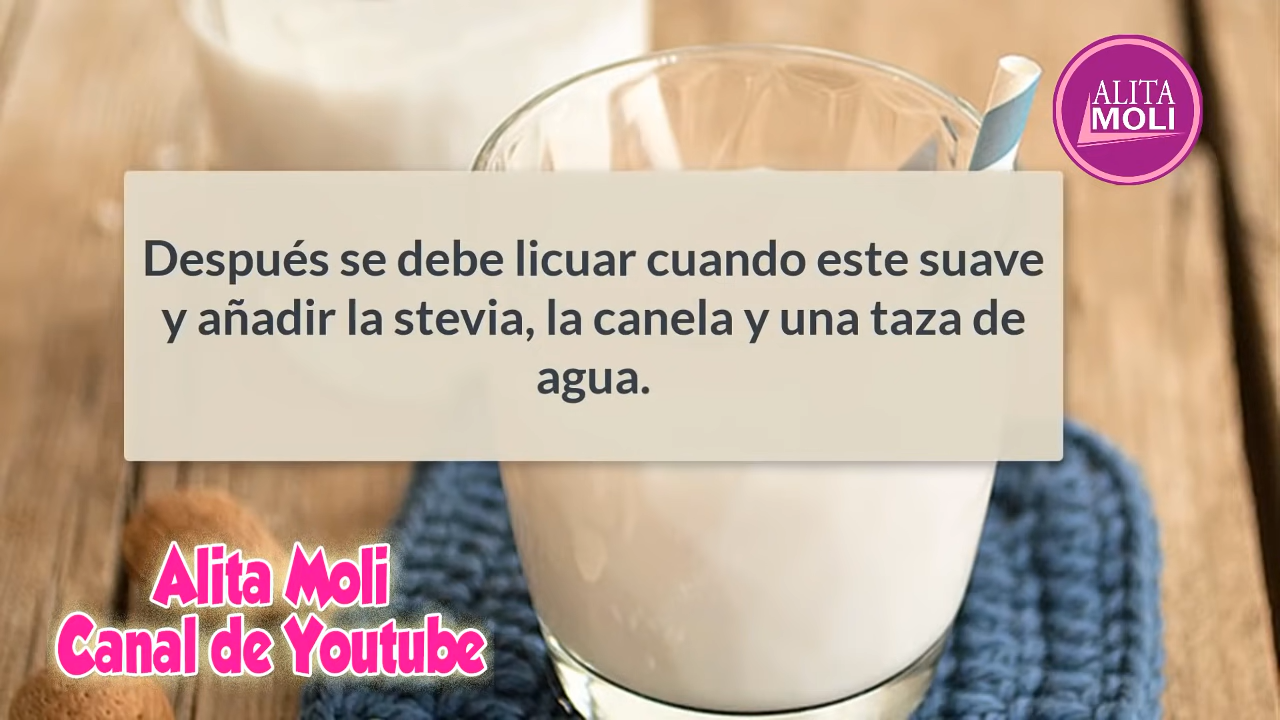 ALITA
MOLI
Después se debe licuar cuando este suave
y añadir la stevia, la canela y una taza de
agua.
Alita Moli
Canal de Youtube